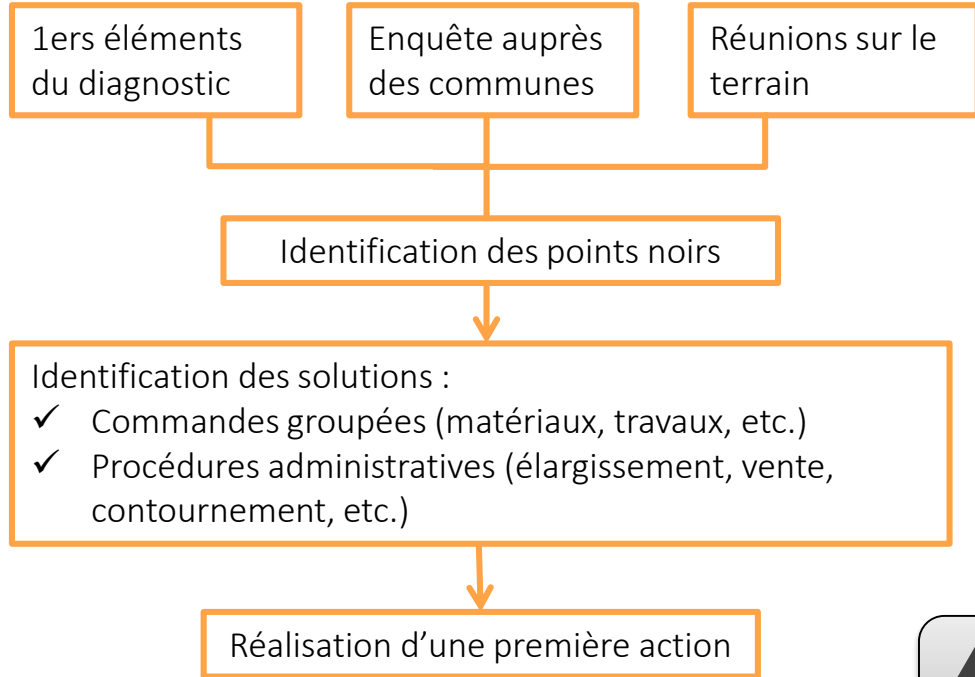 1ers éléments
du diagnostic
Enquête auprès
des communes
Réunions sur le
terrain
Identification des points noirs
Identification des solutions :
✓ Commandes groupées (matériaux, travaux, etc.)
✓ Procédures administratives (élargissement, vente,
contournement, etc.)
Réalisation d’une première action